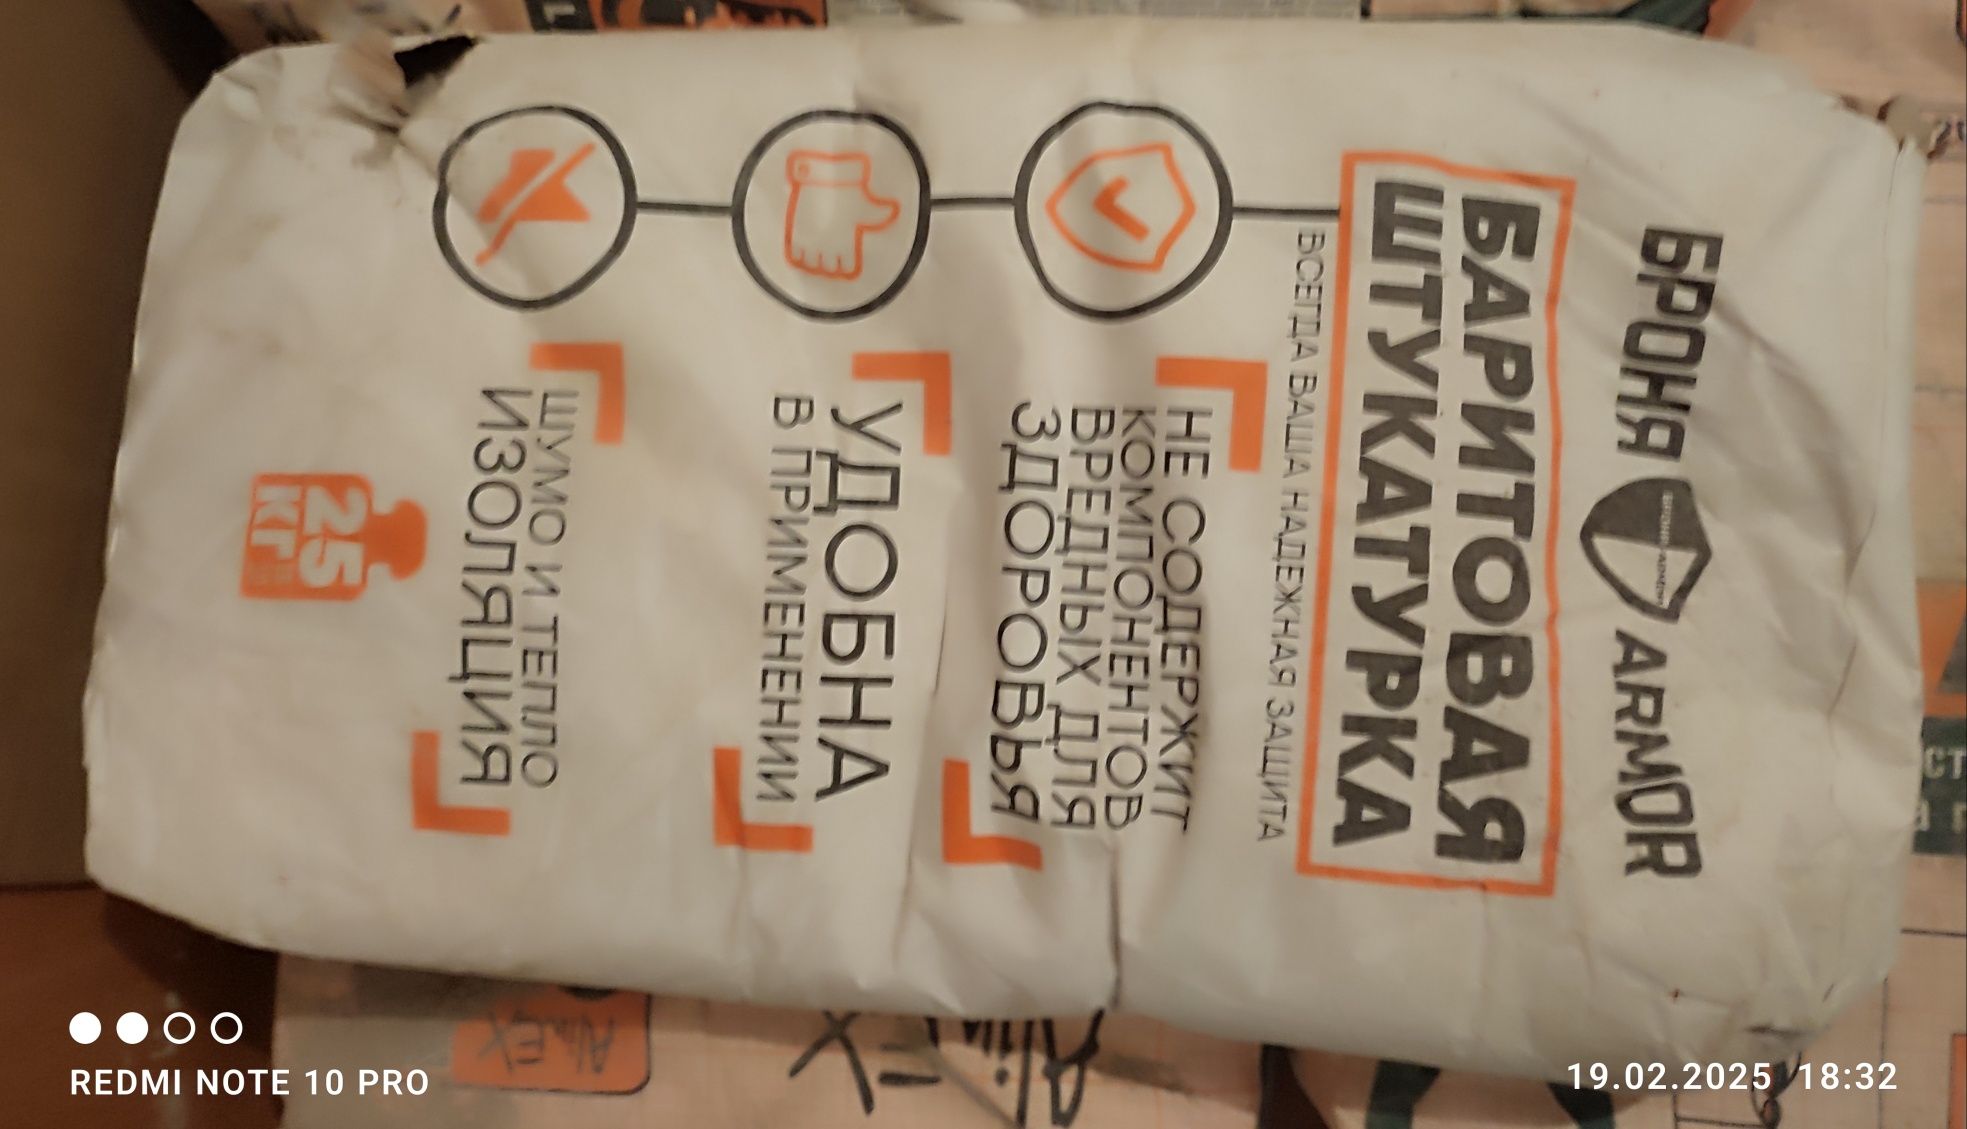 БРОНЯ ARMOR
БАРИТОВАЯ
ШТУКАТУРКА
ВСЕГДА ВАША НАДЕЖНАЯ ЗАЩИТА
НЕ СОДЕРЖИТ
КОМПОНЕНТОВ
ВРЕДНЫХ ДЛЯ
ЗДОРОВЬЯ
УДОБНА
В ПРИМЕНЕНИИ
ШУМО И ТЕПЛО
ИЗОЛЯЦИЯ
25
КГ
REDMI NOTE 10 PRO
19.02.2025 18:32